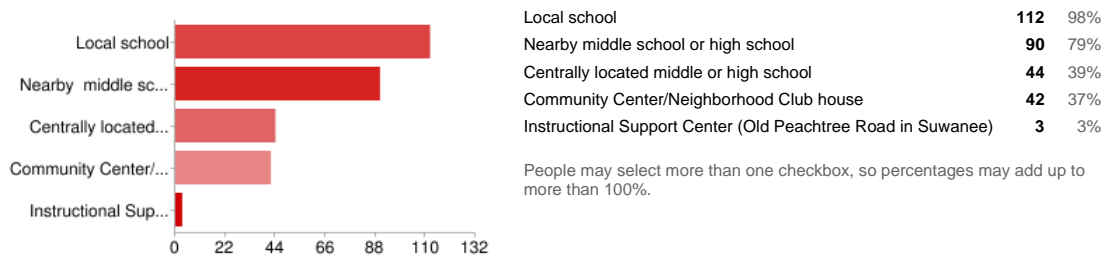 Local school
Nearby  middle sc...
Centrally located...
Community Center/...
Instructional Sup...
0 22 44 66 88 110 132
Local school 112 98%
Nearby middle school or high school 90 79%
Centrally located middle or high school 44 39%
Community Center/Neighborhood Club house 42 37%
Instructional Support Center (Old Peachtree Road in Suwanee) 3 3%
People may select more than one checkbox, so percentages may add up to
more than 100%.